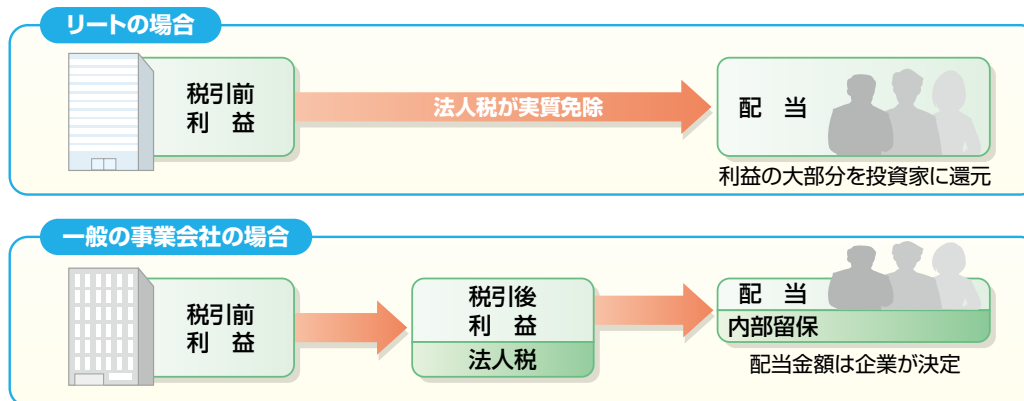 リートの場合
税引前
利 益
法人税が実質免除
配 当
利益の大部分を投資家に還元
一般の事業会社の場合
税引前
利 益
税引後
利 益
法人税
配 当
内部留保
配当金額は企業が決定